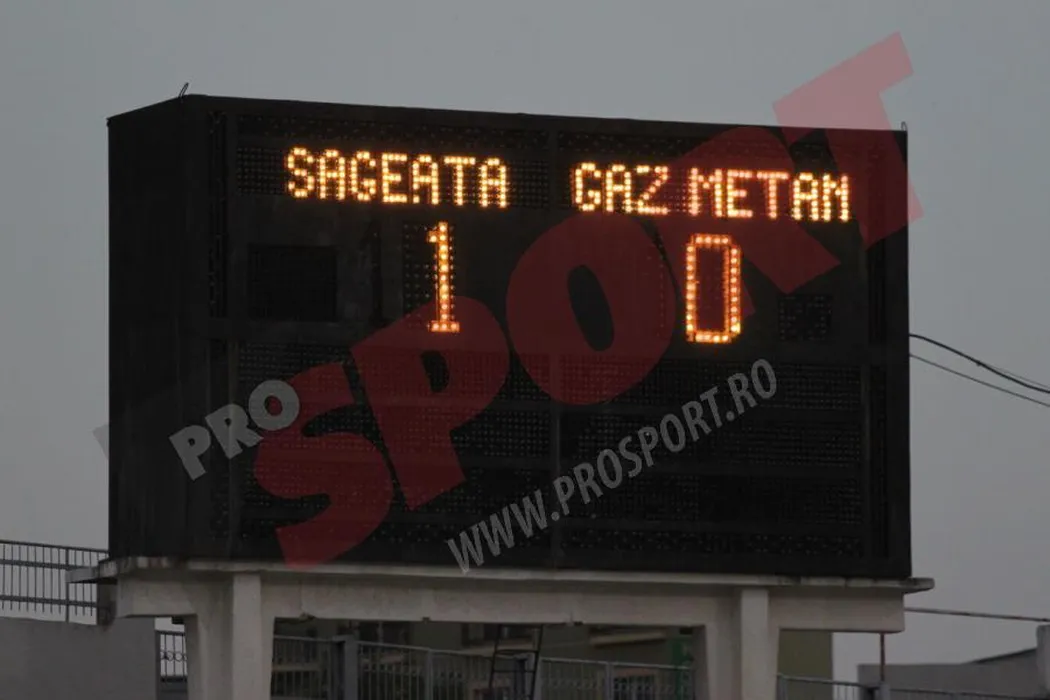 SAGEATA GAZ METAN
1 0
PRO SPORT
WWW.PROSPORT.RO